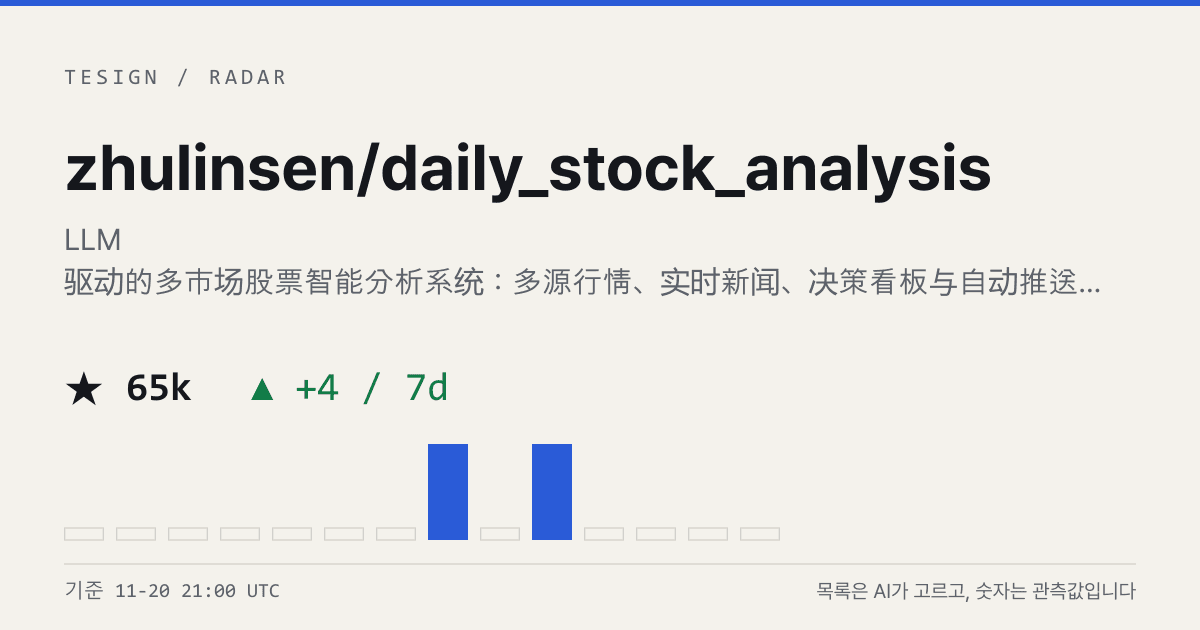 TESIGN / RADAR
zhulinsen/daily_stock_analysis
LLM
驱动的多市场股票智能分析系统：多源行情、实时新闻、决策看板与自动推送…
★ 65k ▲ +4 / 7d
기준 11-20 21:00 UTC
목록은 AI가 고르고, 숫자는 관측값입니다